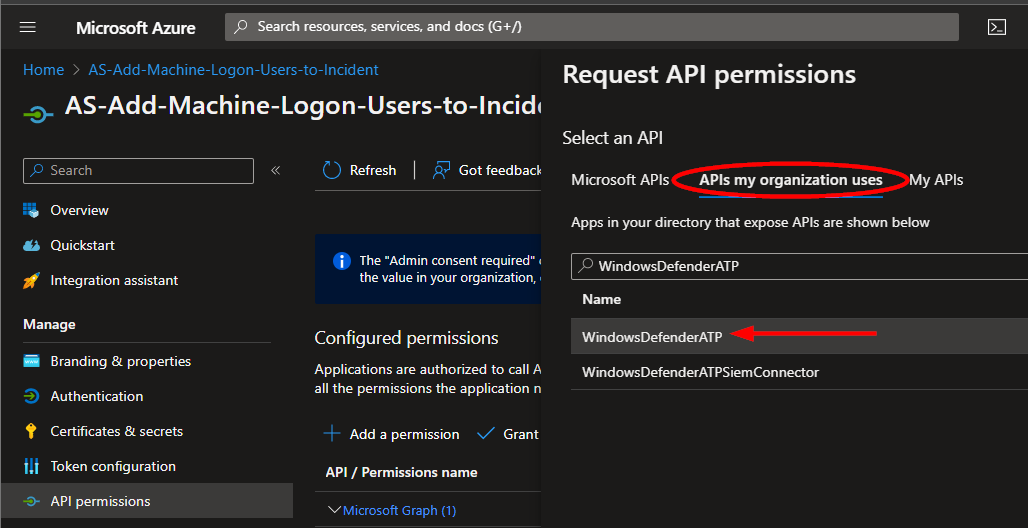 Microsoft Azure
Search resources, services, and docs (G+/)
Home > AS-Add-Machine-Logon-Users-to-Incident
AS-Add-Machine-Logon-Users-to-Incide
Search
«
Overview
Quickstart
Integration assistant
Manage
Branding & properties
Authentication
Certificates & secrets
Token configuration
API permissions
Refresh
Got feedback
The "Admin consent required"
the value in your organization,
Configured permissions
Applications are authorized to call A
all the permissions the application n
Add a permission
Grant
API / Permissions name
Microsoft Graph (1)
Request API permissions
Select an API
Microsoft APIs
APIs my organization uses
My APIs
Apps in your directory that expose APIs are shown below
WindowsDefenderATP
Name
WindowsDefenderATP
WindowsDefenderATPSiemConnector